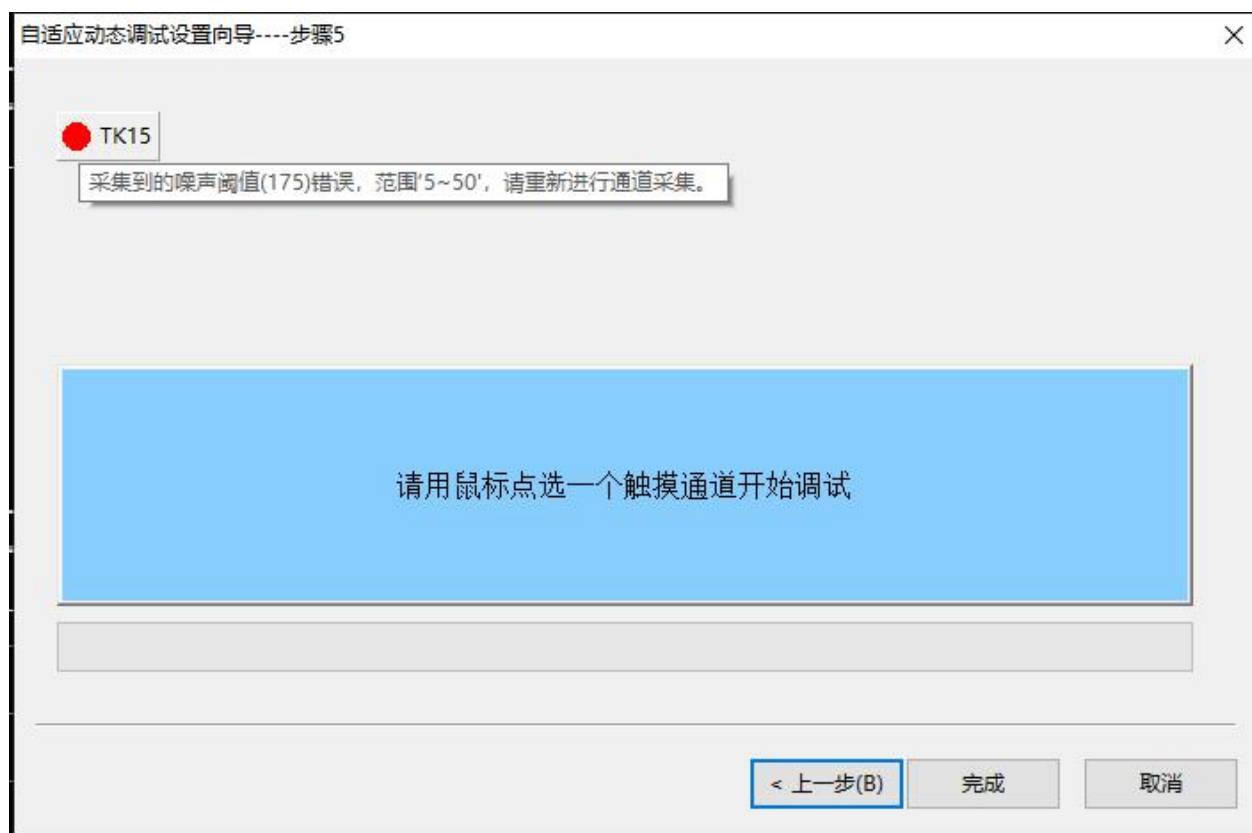 自适应动态调试设置向导----步骤5
TK15
采集到的噪声阈值(175)错误，范围'5~50'，请重新进行通道采集。
请用鼠标点选一个触摸通道开始调试
< 上一步(B)
完成
取消